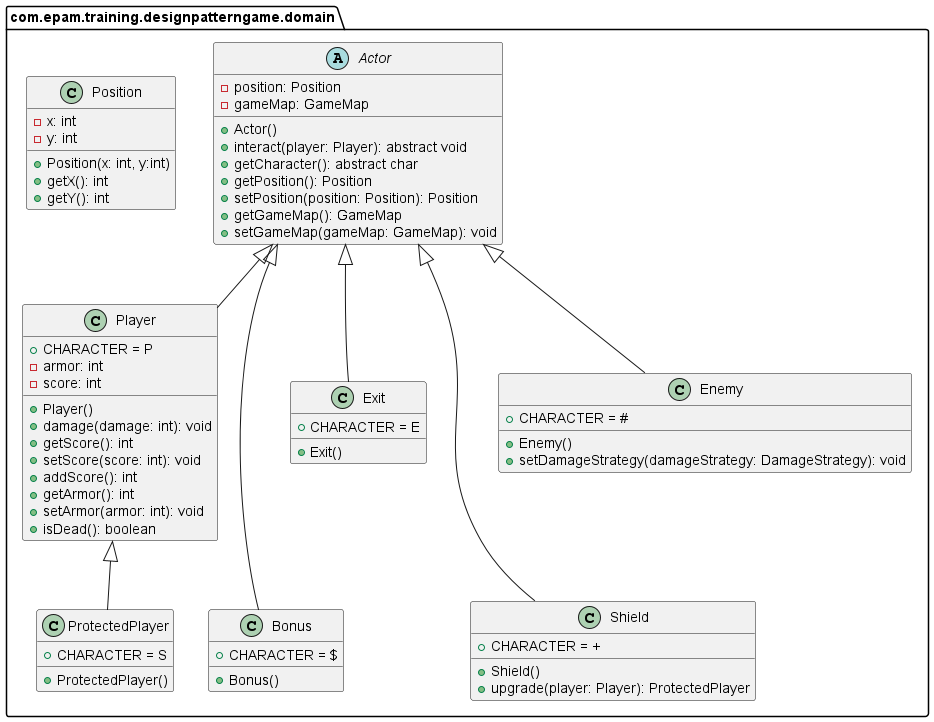 com.epam.training.designpatterngame.domain
C Position
x: int
y: int
Position(x: int, y:int)
getX(): int
getY(): int
A Actor
position: Position
gameMap: GameMap
Actor()
interact(player: Player): abstract void
getCharacter(): abstract char
getPosition(): Position
setPosition(position: Position): Position
getGameMap(): GameMap
setGameMap(gameMap: GameMap): void
C Player
CHARACTER = P
armor: int
score: int
Player()
damage(damage: int): void
getScore(): int
setScore(score: int): void
addScore(): int
getArmor(): int
setArmor(armor: int): void
isDead(): boolean
C Exit
CHARACTER = E
Exit()
C Enemy
CHARACTER = #
Enemy()
setDamageStrategy(damageStrategy: DamageStrategy): void
C ProtectedPlayer
CHARACTER = S
ProtectedPlayer()
C Bonus
CHARACTER = $
Bonus()
C Shield
CHARACTER = +
Shield()
upgrade(player: Player): ProtectedPlayer